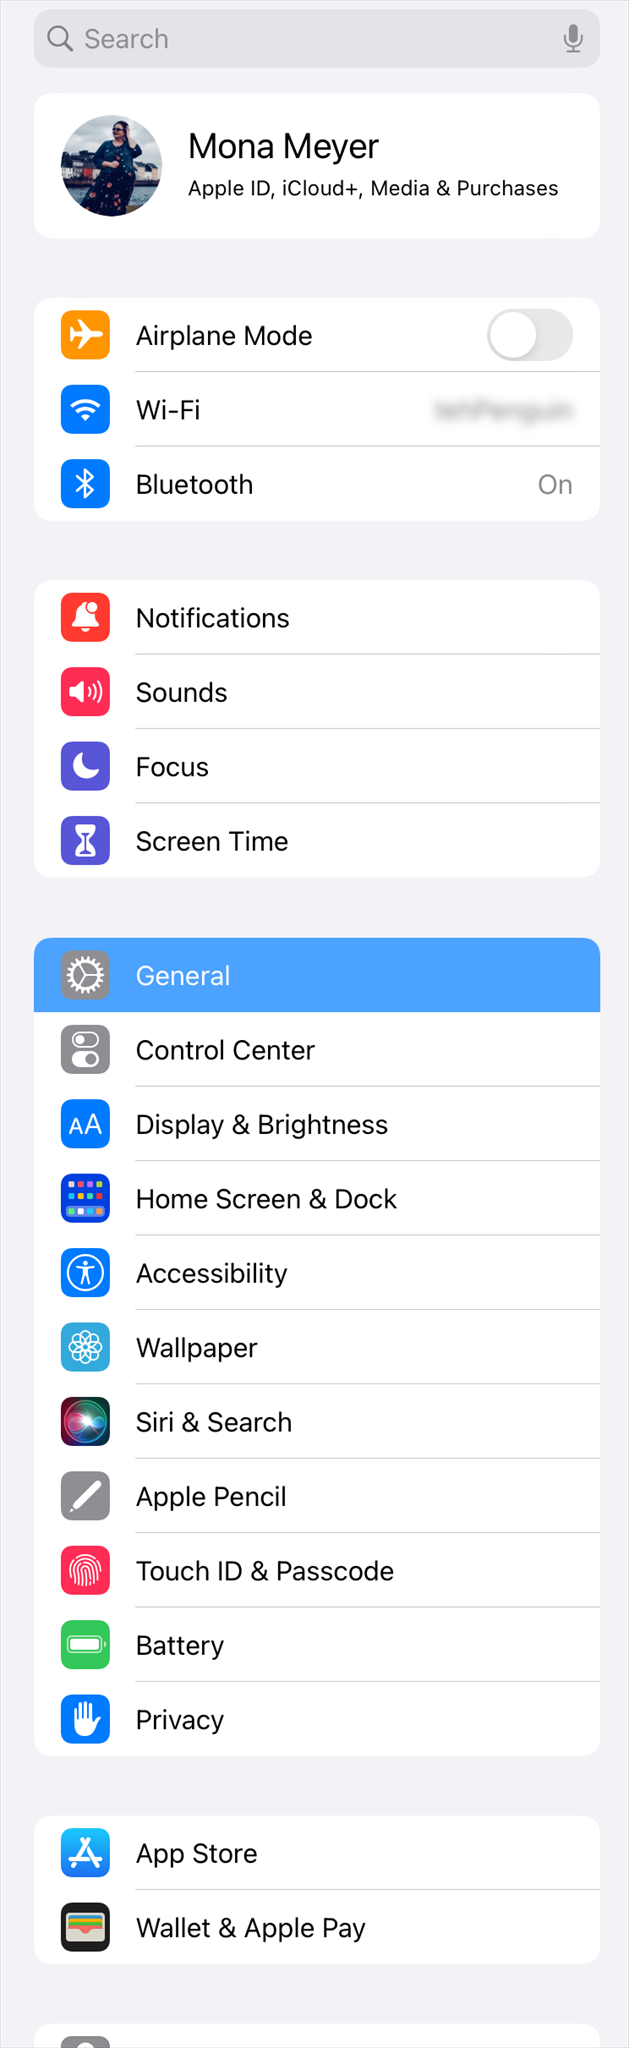 Search
Mona Meyer
Apple ID, iCloud+, Media & Purchases
Airplane Mode
Wi-Fi
Bluetooth On
Notifications
Sounds
Focus
Screen Time
General
Control Center
AA Display & Brightness
Home Screen & Dock
Accessibility
Wallpaper
Siri & Search
Apple Pencil
Touch ID & Passcode
Battery
Privacy
App Store
Wallet & Apple Pay